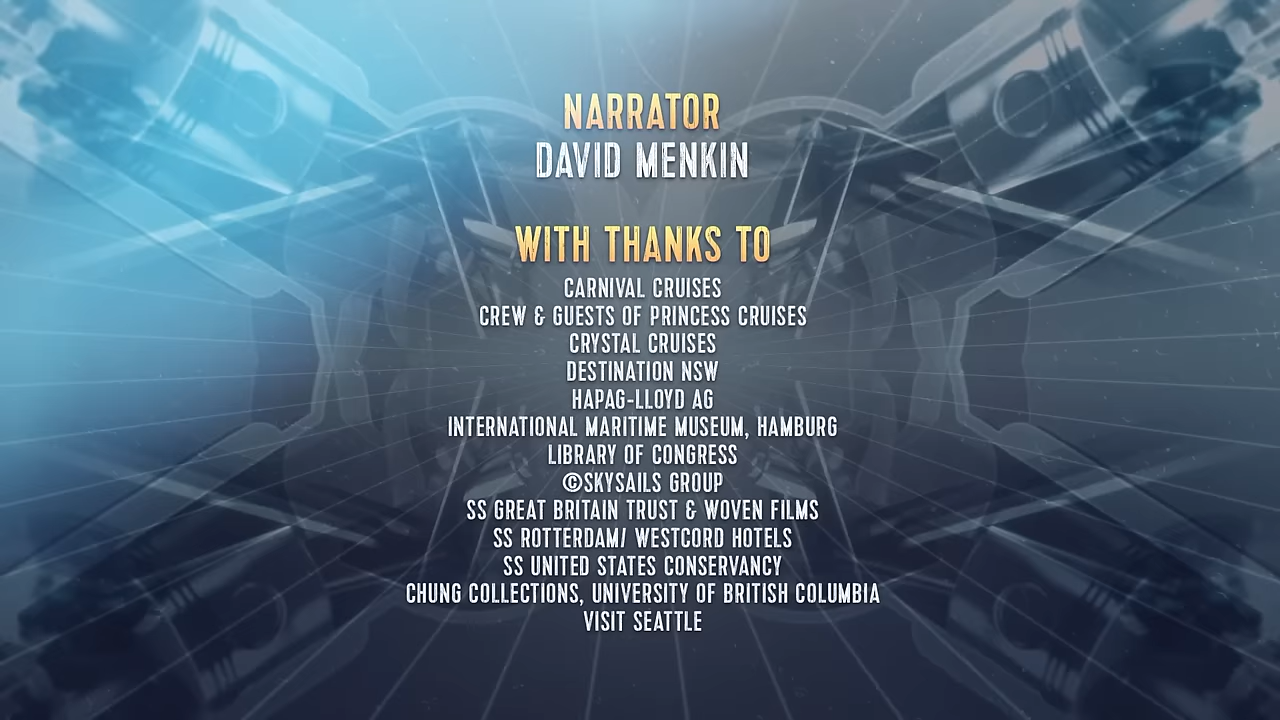 NARRATOR
DAVID MENKIN
WITH THANKS TO
CARNIVAL CRUISES
CREW & GUESTS OF PRINCESS CRUISES
CRYSTAL CRUISES
DESTINATION NSW
HAPAG-LLOYD AG
INTERNATIONAL MARITIME MUSEUM, HAMBURG
LIBRARY OF CONGRESS
©SKYSAILS GROUP
SS GREAT BRITAIN TRUST & WOVEN FILMS
SS ROTTERDAM/ WESTCORD HOTELS
SS UNITED STATES CONSERVANCY
CHUNG COLLECTIONS, UNIVERSITY OF BRITISH COLUMBIA
VISIT SEATTLE